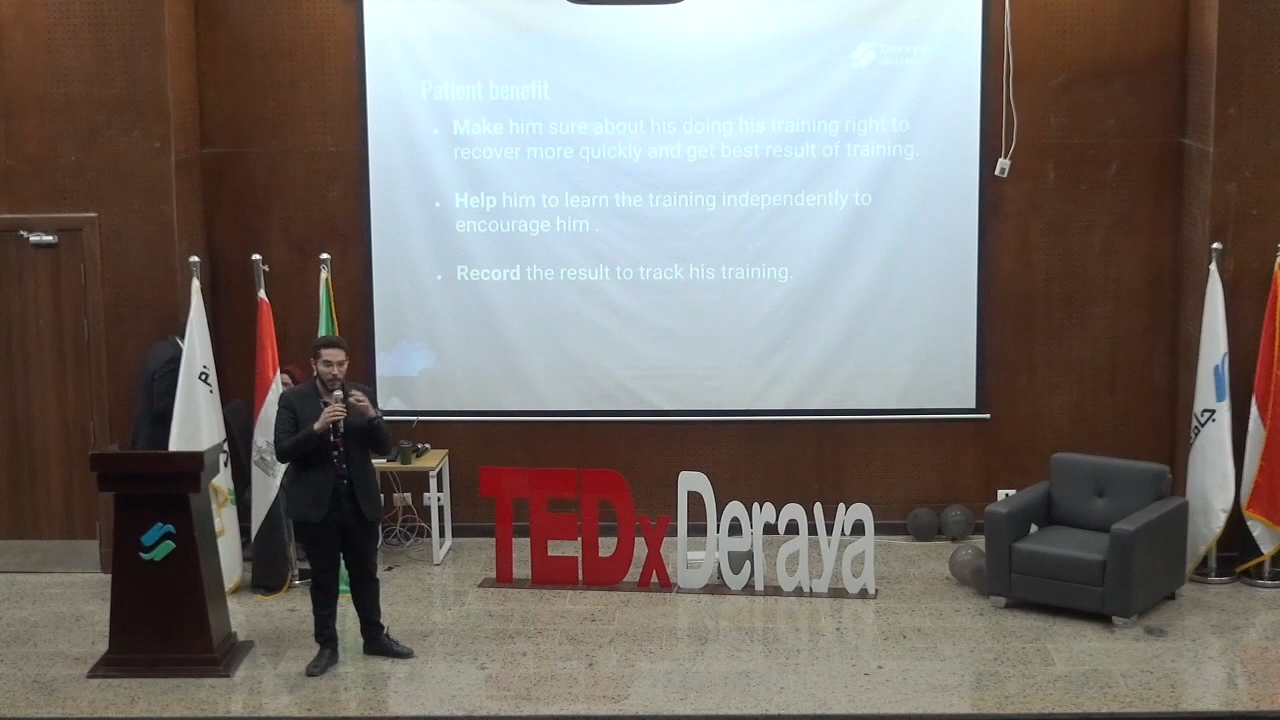 Deraya
Patient benefit
Make him sure about his doing his training right to
recover more quickly and get best result of training.
Help him to learn the training independently to
encourage him .
Record the result to track his training.
TEDxDeraya